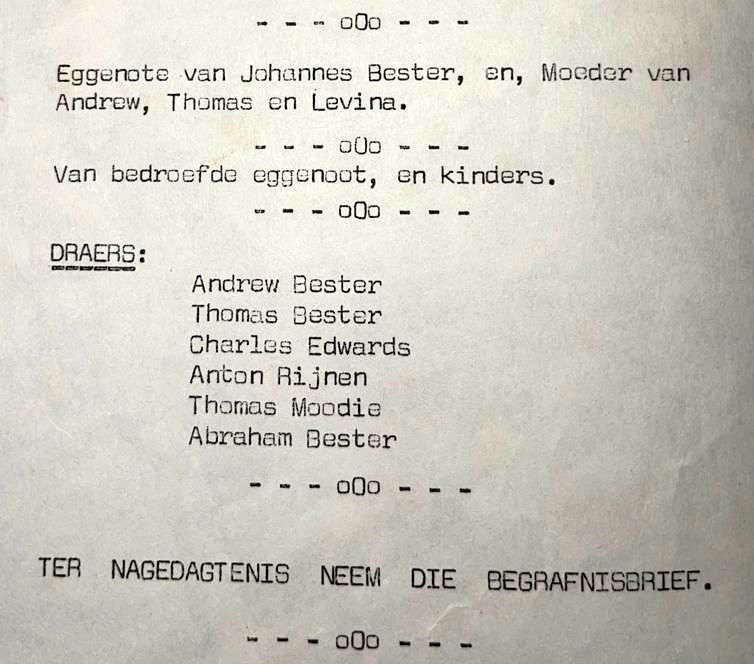 - - - oOo - - -
Eggenote van Johannes Bester, en, Moeder van
Andrew, Thomas en Levina.
- - - oOo - - -
Van bedroefde eggenoot, en kinders.
- - - oOo - - -
DRAERS:
Andrew Bester
Thomas Bester
Charles Edwards
Anton Rijnen
Thomas Moodie
Abraham Bester
- - - oOo - - -
TER NAGEDAGTENIS NEEM DIE BEGRAFNISBRIEF.
- - - oOo - - -